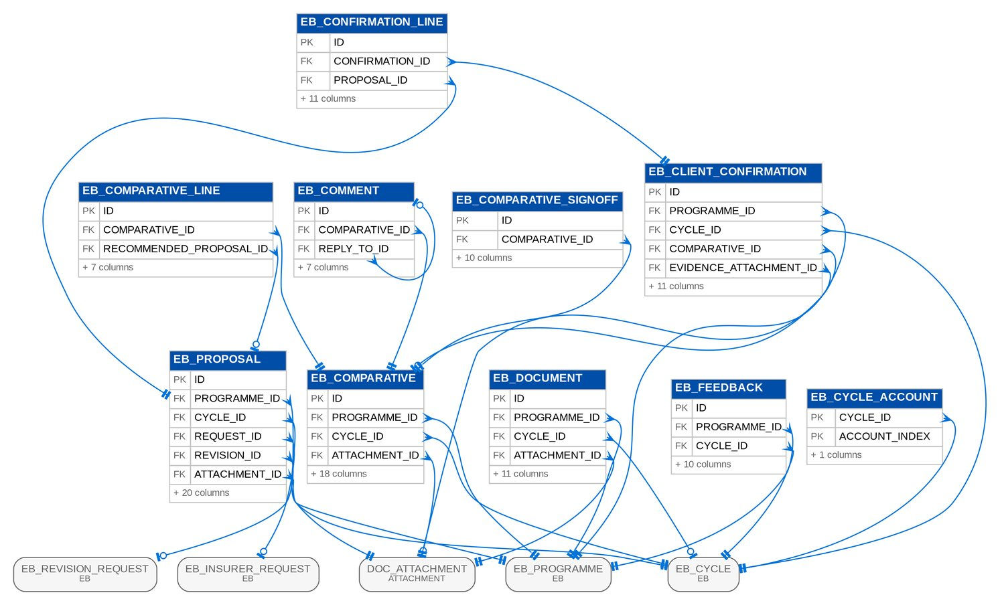 EB_CONFIRMATION_LINE
PK ID
FK CONFIRMATION_ID
FK PROPOSAL_ID
+ 11 columns
EB_CLIENT_CONFIRMATION
PK ID
FK PROGRAMME_ID
FK CYCLE_ID
FK COMPARATIVE_ID
FK EVIDENCE_ATTACHMENT_ID
+ 11 columns
EB_COMPARATIVE_LINE
PK ID
FK COMPARATIVE_ID
FK RECOMMENDED_PROPOSAL_ID
+ 7 columns
EB_COMMENT
PK ID
FK COMPARATIVE_ID
FK REPLY_TO_ID
+ 7 columns
EB_COMPARATIVE_SIGNOFF
PK ID
FK COMPARATIVE_ID
+ 10 columns
EB_PROPOSAL
PK ID
FK PROGRAMME_ID
FK CYCLE_ID
FK REQUEST_ID
FK REVISION_ID
FK ATTACHMENT_ID
+ 20 columns
EB_COMPARATIVE
PK ID
FK PROGRAMME_ID
FK CYCLE_ID
FK ATTACHMENT_ID
+ 18 columns
EB_DOCUMENT
PK ID
FK PROGRAMME_ID
FK CYCLE_ID
FK ATTACHMENT_ID
+ 11 columns
EB_FEEDBACK
PK ID
FK PROGRAMME_ID
FK CYCLE_ID
+ 10 columns
EB_CYCLE_ACCOUNT
PK CYCLE_ID
PK ACCOUNT_INDEX
+ 1 columns
EB_REVISION_REQUEST
EB
EB_INSURER_REQUEST
EB
DOC_ATTACHMENT
ATTACHMENT
EB_PROGRAMME
EB
EB_CYCLE
EB